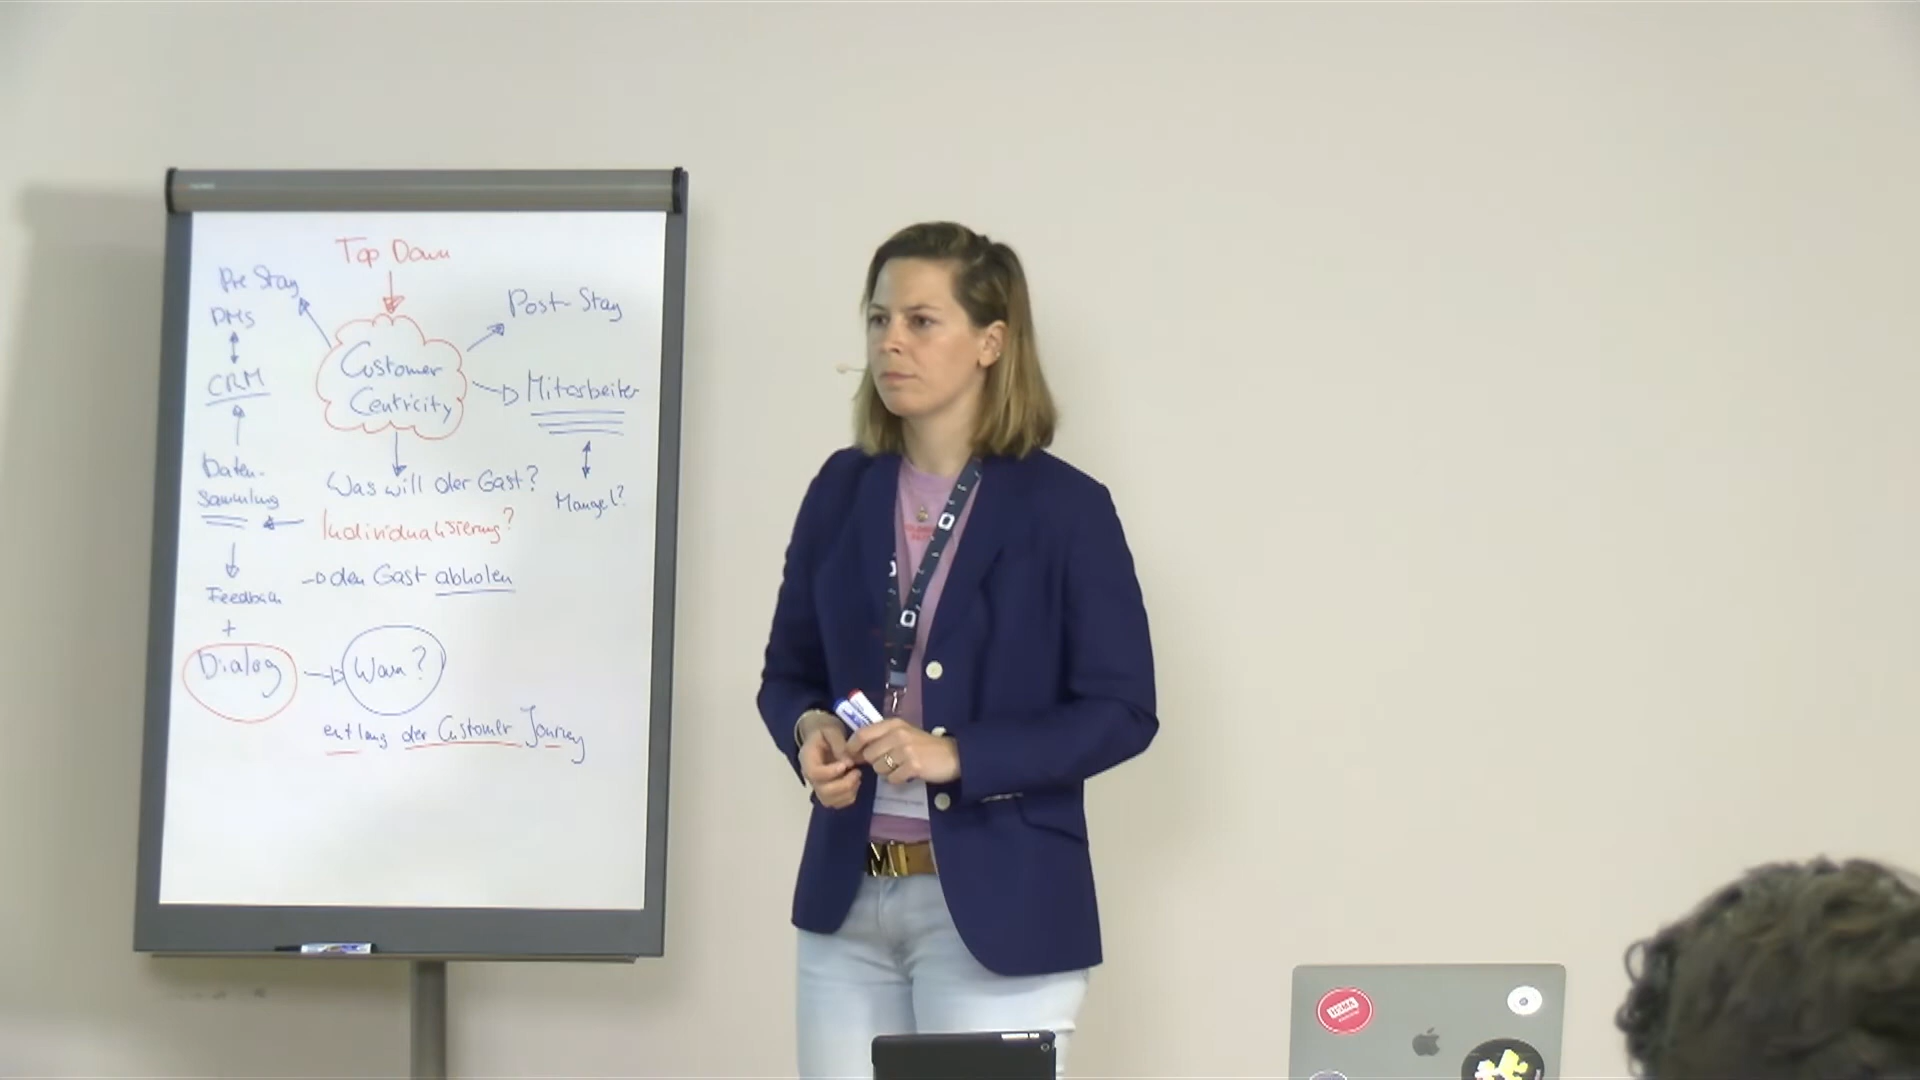 Top Down
Pre Stay
Post-Stay
PMS
CRM
Customer
Centricity
Mitarbeiter
Mangel?
Was will der Gast?
Daten-
Sammlung
Individualisierung?
den Gast abholen
Feedback
+
Dialog
Wann?
entlang der Customer Journey